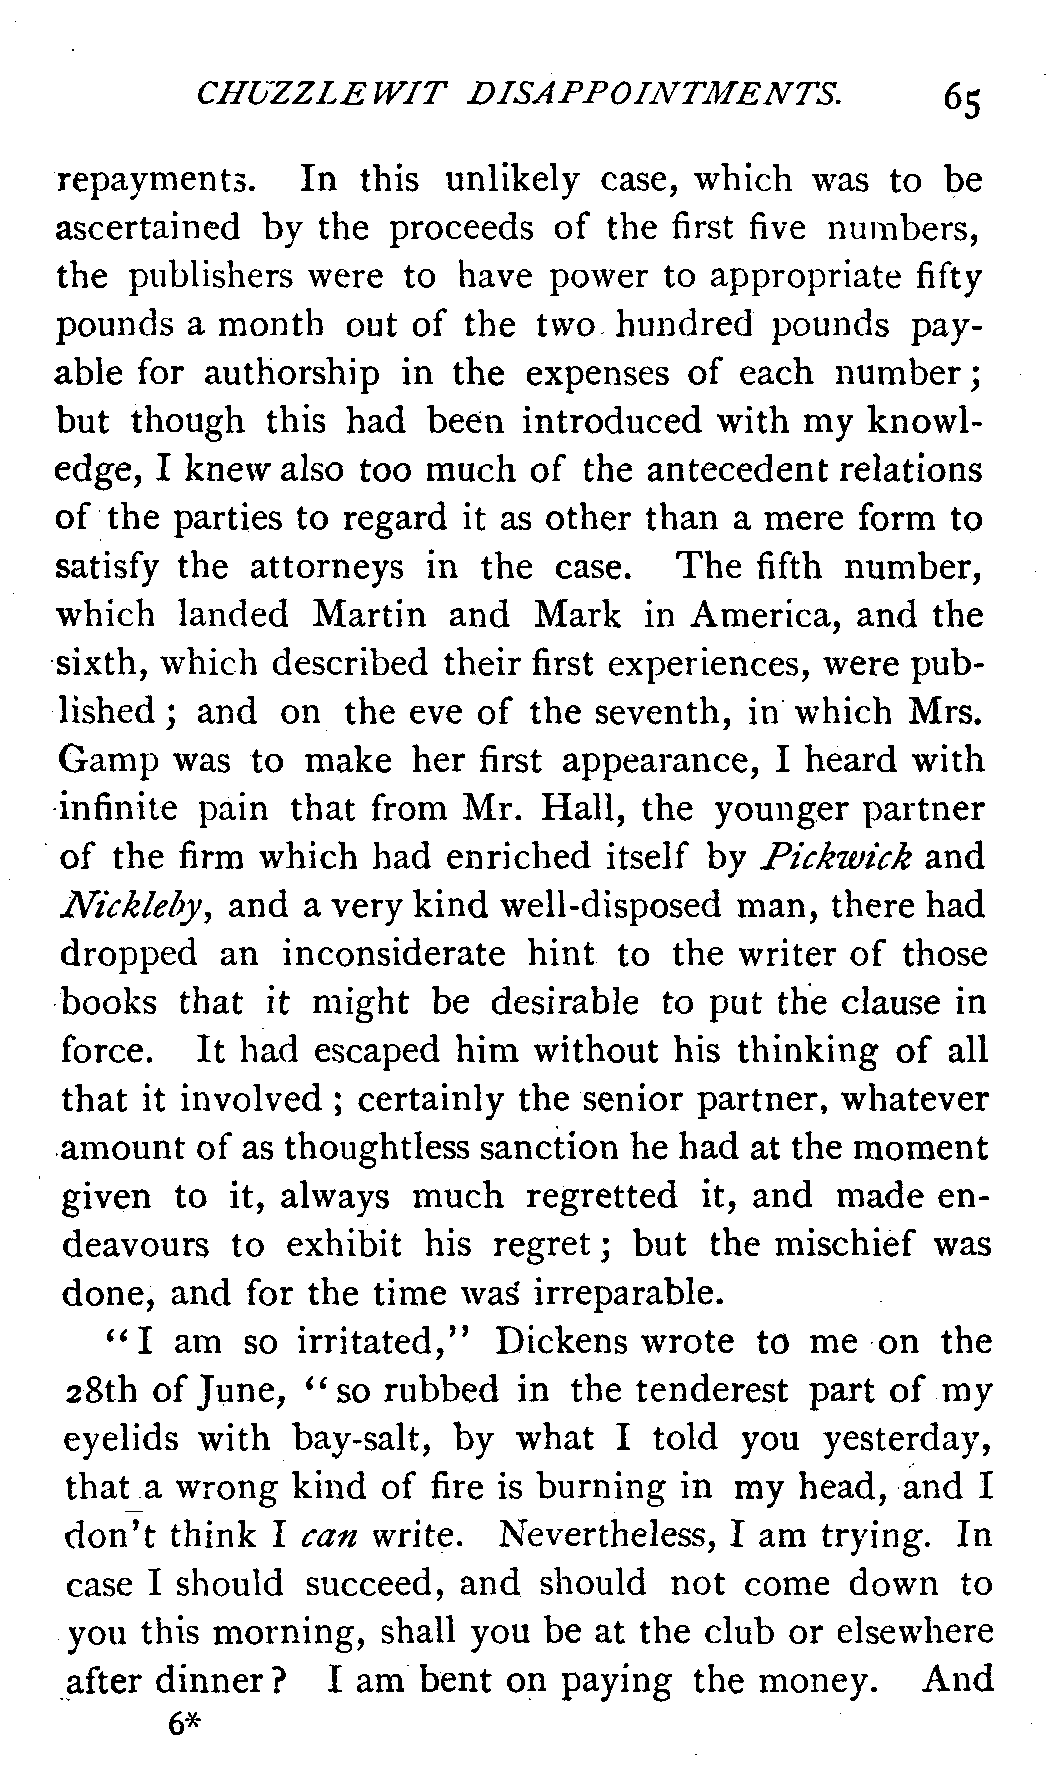 CHUZZLEWIT DISAPPOINTMENTS. 65
repayments. In this unlikely case, which was to be
ascertained by the proceeds of the first five numbers,
the publishers were to have power to appropriate fifty
pounds a month out of the two hundred pounds pay-
able for authorship in the expenses of each number;
but though this had been introduced with my knowl-
edge, I knew also too much of the antecedent relations
of the parties to regard it as other than a mere form to
satisfy the attorneys in the case. The fifth number,
which landed Martin and Mark in America, and the
sixth, which described their first experiences, were pub-
lished; and on the eve of the seventh, in which Mrs.
Gamp was to make her first appearance, I heard with
infinite pain that from Mr. Hall, the younger partner
of the firm which had enriched itself by Pickwick and
Nickleby, and a very kind well-disposed man, there had
dropped an inconsiderate hint to the writer of those
books that it might be desirable to put the clause in
force. It had escaped him without his thinking of all
that it involved; certainly the senior partner, whatever
amount of as thoughtless sanction he had at the moment
given to it, always much regretted it, and made en-
deavours to exhibit his regret; but the mischief was
done, and for the time was irreparable.
"I am so irritated," Dickens wrote to me on the
28th of June, "so rubbed in the tenderest part of my
eyelids with bay-salt, by what I told you yesterday,
that a wrong kind of fire is burning in my head, and I
don't think I can write. Nevertheless, I am trying. In
case I should succeed, and should not come down to
you this morning, shall you be at the club or elsewhere
after dinner? I am bent on paying the money. And
6*